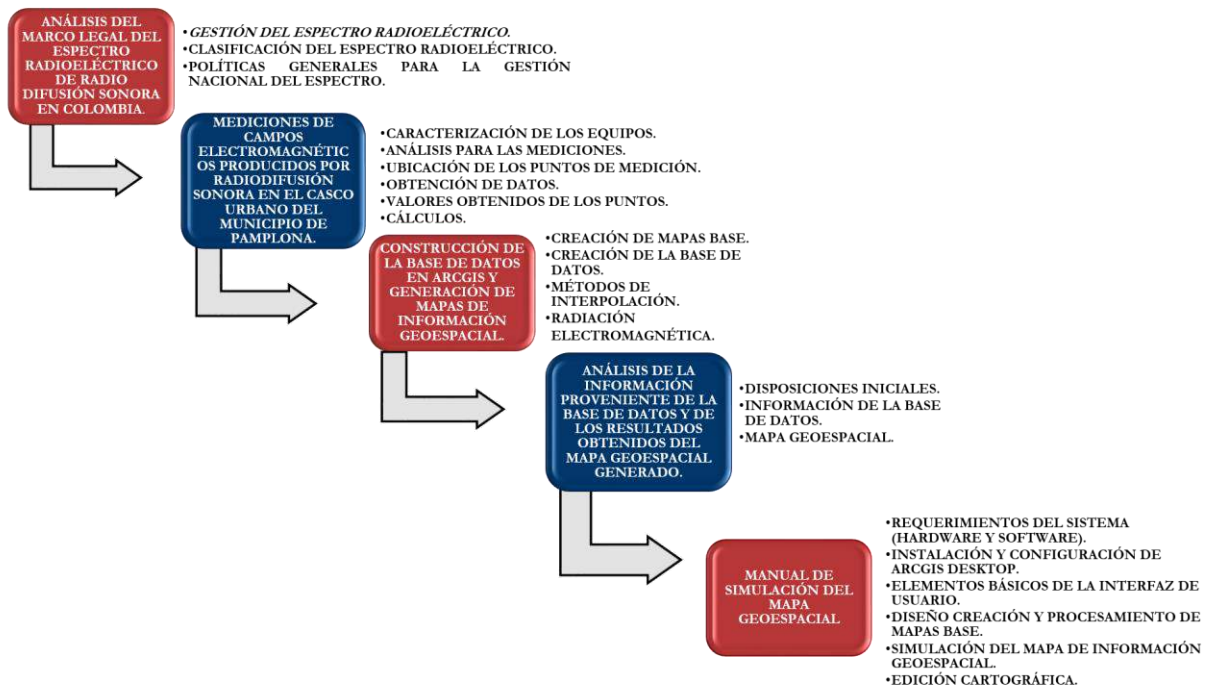 ANÁLISIS DEL
MARCO LEGAL DEL
ESPECTRO
RADIOELÉCTRICO
DE RADIO
DIFUSIÓN SONORA
EN COLOMBIA.
•GESTIÓN DEL ESPECTRO RADIOELÉCTRICO.
•CLASIFICACIÓN DEL ESPECTRO RADIOELÉCTRICO.
•POLÍTICAS GENERALES PARA LA GESTIÓN
NACIONAL DEL ESPECTRO.
MEDICIONES DE
CAMPOS
ELECTROMAGNÉTIC
OS PRODUCIDOS POR
RADIODIFUSIÓN
SONORA EN EL CASCO
URBANO DEL
MUNICIPIO DE
PAMPLONA.
•CARACTERIZACIÓN DE LOS EQUIPOS.
•ANÁLISIS PARA LAS MEDICIONES.
•UBICACIÓN DE LOS PUNTOS DE MEDICIÓN.
•OBTENCIÓN DE DATOS.
•VALORES OBTENIDOS DE LOS PUNTOS.
•CÁLCULOS.
CONSTRUCCIÓN DE
LA BASE DE DATOS
EN ARCGIS Y
GENERACIÓN DE
MAPAS DE
INFORMACIÓN
GEOESPACIAL.
•CREACIÓN DE MAPAS BASE.
•CREACIÓN DE LA BASE DE
DATOS.
•MÉTODOS DE
INTERPOLACIÓN.
•RADIACIÓN
ELECTROMAGNÉTICA.
ANÁLISIS DE LA
INFORMACIÓN
PROVENIENTE DE LA
BASE DE DATOS Y DE
LOS RESULTADOS
OBTENIDOS DEL
MAPA GEOESPACIAL
GENERADO.
•DISPOSICIONES INICIALES.
•INFORMACIÓN DE LA BASE
DE DATOS.
•MAPA GEOESPACIAL.
MANUAL DE
SIMULACIÓN DEL
MAPA
GEOESPACIAL
•REQUERIMIENTOS DEL SISTEMA
(HARDWARE Y SOFTWARE).
•INSTALACIÓN Y CONFIGURACIÓN DE
ARCGIS DESKTOP.
•ELEMENTOS BÁSICOS DE LA INTERFAZ DE
USUARIO.
•DISEÑO CREACIÓN Y PROCESAMIENTO DE
MAPAS BASE.
•SIMULACIÓN DEL MAPA DE INFORMACIÓN
GEOESPACIAL.
•EDICIÓN CARTOGRÁFICA.